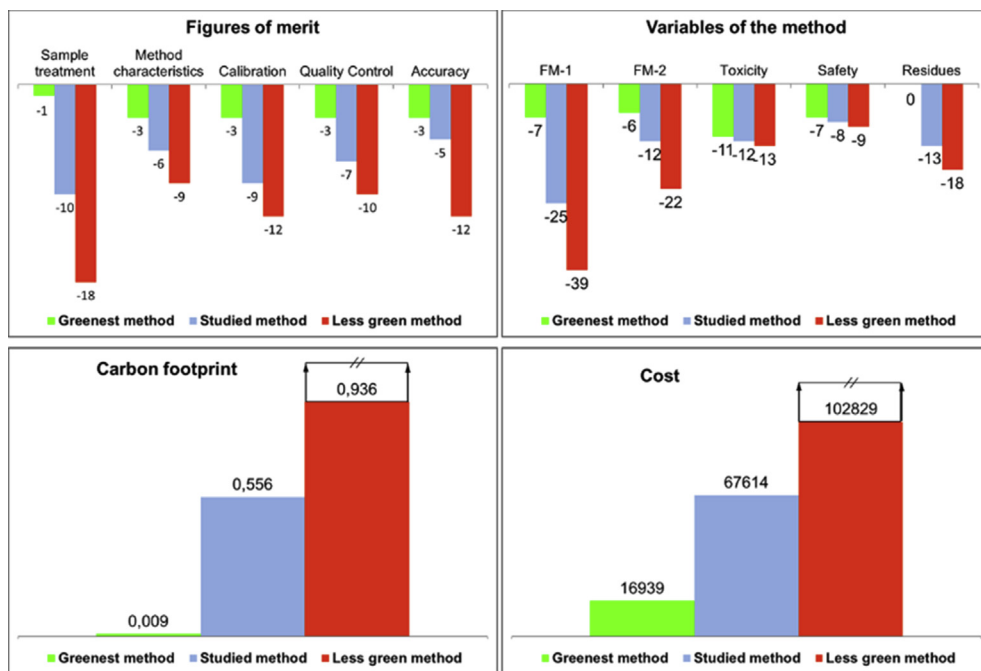 Figures of merit
Sample treatment
Method characteristics
Calibration
Quality Control
Accuracy
-1
-10
-18
-3
-6
-9
-3
-9
-12
-3
-7
-10
-3
-5
-12
Greenest method
Studied method
Less green method
Variables of the method
FM-1
FM-2
Toxicity
Safety
Residues
-7
-25
-39
-6
-12
-22
-11
-12
-13
-7
-8
-9
0
-13
-18
Greenest method
Studied method
Less green method
Carbon footprint
0,009
0,556
0,936
Greenest method
Studied method
Less green method
Cost
16939
67614
102829
Greenest method
Studied method
Less green method